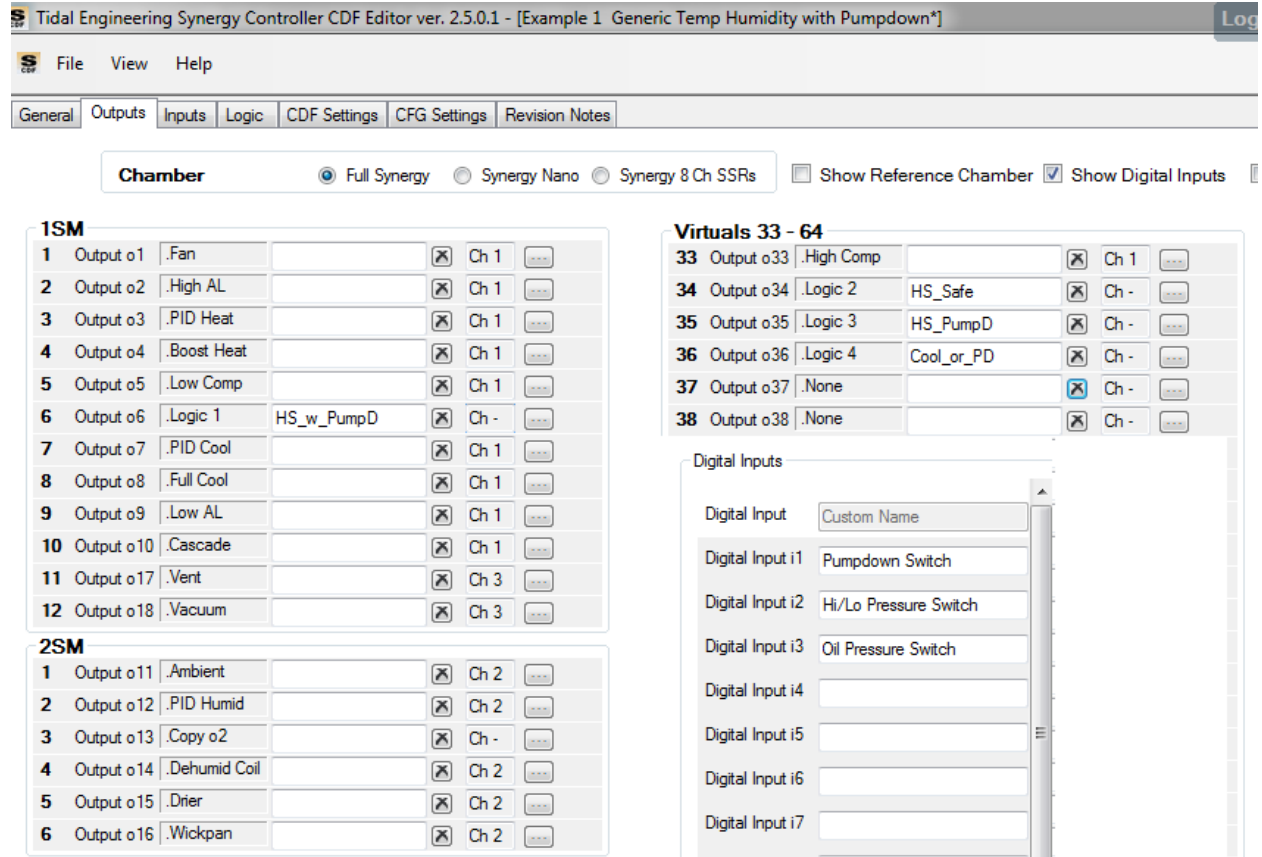 Tidal Engineering Synergy Controller CDF Editor ver. 2.5.0.1 - [Example 1 Generic Temp Humidity with Pumpdown*]
Log
S CDF File View Help
General Outputs Inputs Logic CDF Settings CFG Settings Revision Notes
Chamber Full Synergy Synergy Nano Synergy 8 Ch SSRs Show Reference Chamber Show Digital Inputs
1SM
1 Output o1 .Fan Ch 1 ...
2 Output o2 .High AL Ch 1 ...
3 Output o3 .PID Heat Ch 1 ...
4 Output o4 .Boost Heat Ch 1 ...
5 Output o5 .Low Comp Ch 1 ...
6 Output o6 .Logic 1 HS_w_PumpD Ch - ...
7 Output o7 .PID Cool Ch 1 ...
8 Output o8 .Full Cool Ch 1 ...
9 Output o9 .Low AL Ch 1 ...
10 Output o10 .Cascade Ch 1 ...
11 Output o17 .Vent Ch 3 ...
12 Output o18 .Vacuum Ch 3 ...
2SM
1 Output o11 .Ambient Ch 2 ...
2 Output o12 .PID Humid Ch 2 ...
3 Output o13 .Copy o2 Ch - ...
4 Output o14 .Dehumid Coil Ch 2 ...
5 Output o15 .Drier Ch 2 ...
6 Output o16 .Wickpan Ch 2 ...
Virtuals 33 - 64
33 Output o33 .High Comp Ch 1 ...
34 Output o34 .Logic 2 HS_Safe Ch - ...
35 Output o35 .Logic 3 HS_PumpD Ch - ...
36 Output o36 .Logic 4 Cool_or_PD Ch - ...
37 Output o37 .None Ch - ...
38 Output o38 .None Ch - ...
Digital Inputs
Digital Input Custom Name
Digital Input i1 Pumpdown Switch
Digital Input i2 Hi/Lo Pressure Switch
Digital Input i3 Oil Pressure Switch
Digital Input i4
Digital Input i5
Digital Input i6
Digital Input i7